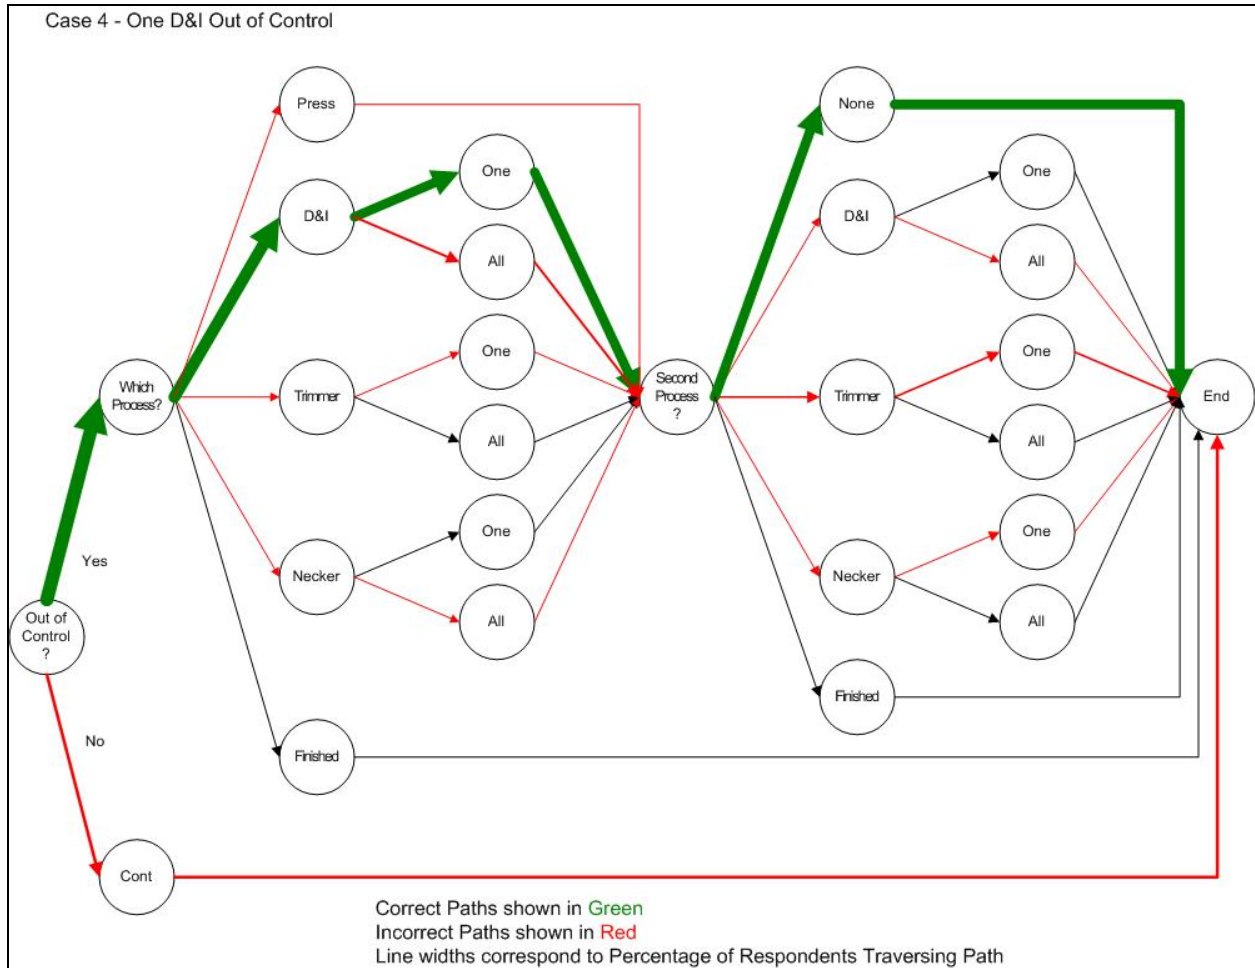 Case 4 - One D&I Out of Control
Press
None
One
One
D&I
D&I
All
All
One
One
Which
Process?
Trimmer
Second
Process
?
Trimmer
End
All
All
One
One
Yes
Necker
Necker
All
All
Out of
Control
?
Finished
No
Finished
Cont
Correct Paths shown in Green
Incorrect Paths shown in Red
Line widths correspond to Percentage of Respondents Traversing Path